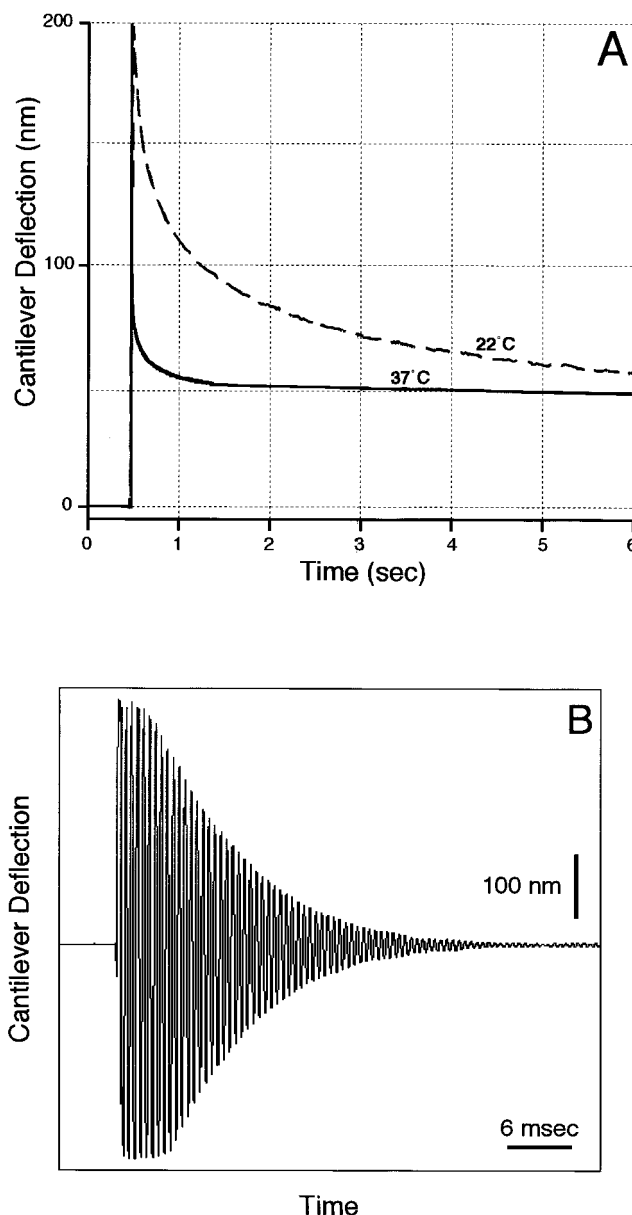 A
200
100
0
Cantilever Deflection (nm)
22°C
37°C
0 1 2 3 4 5 6
Time (sec)
B
Cantilever Deflection
100 nm
6 msec
Time